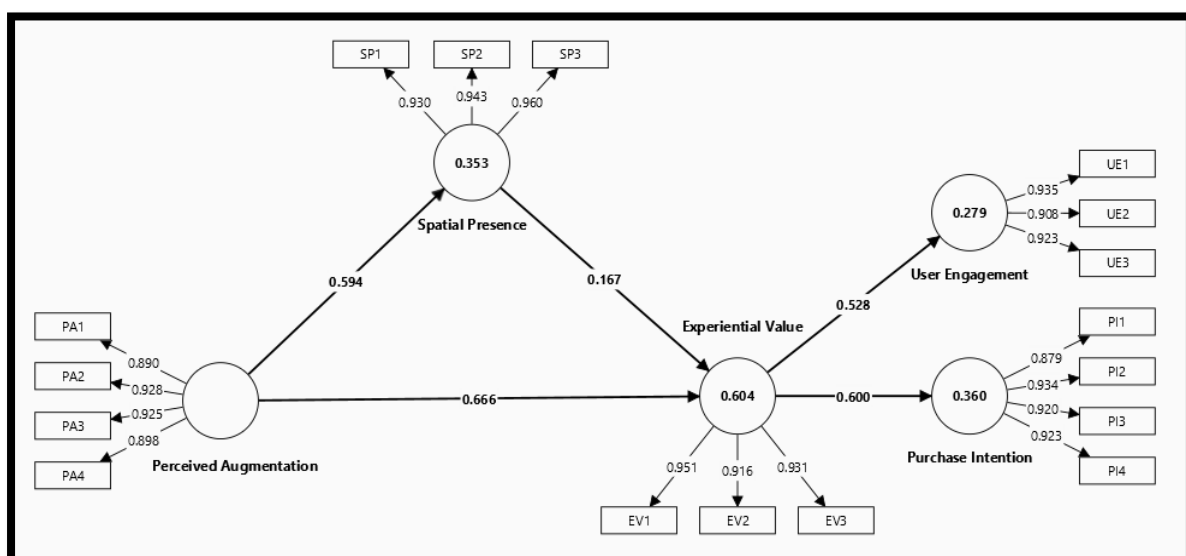 SP1 SP2 SP3
0.930 0.943 0.960
0.353
Spatial Presence
0.594
0.167
UE1
UE2
UE3
0.935
0.908
0.923
0.279
User Engagement
0.528
PA1
PA2
PA3
PA4
0.890
0.928
0.925
0.898
Perceived Augmentation
0.666
Experiential Value
0.604
0.600
0.951 0.916 0.931
EV1 EV2 EV3
PI1
PI2
PI3
PI4
0.879
0.934
0.920
0.923
0.360
Purchase Intention